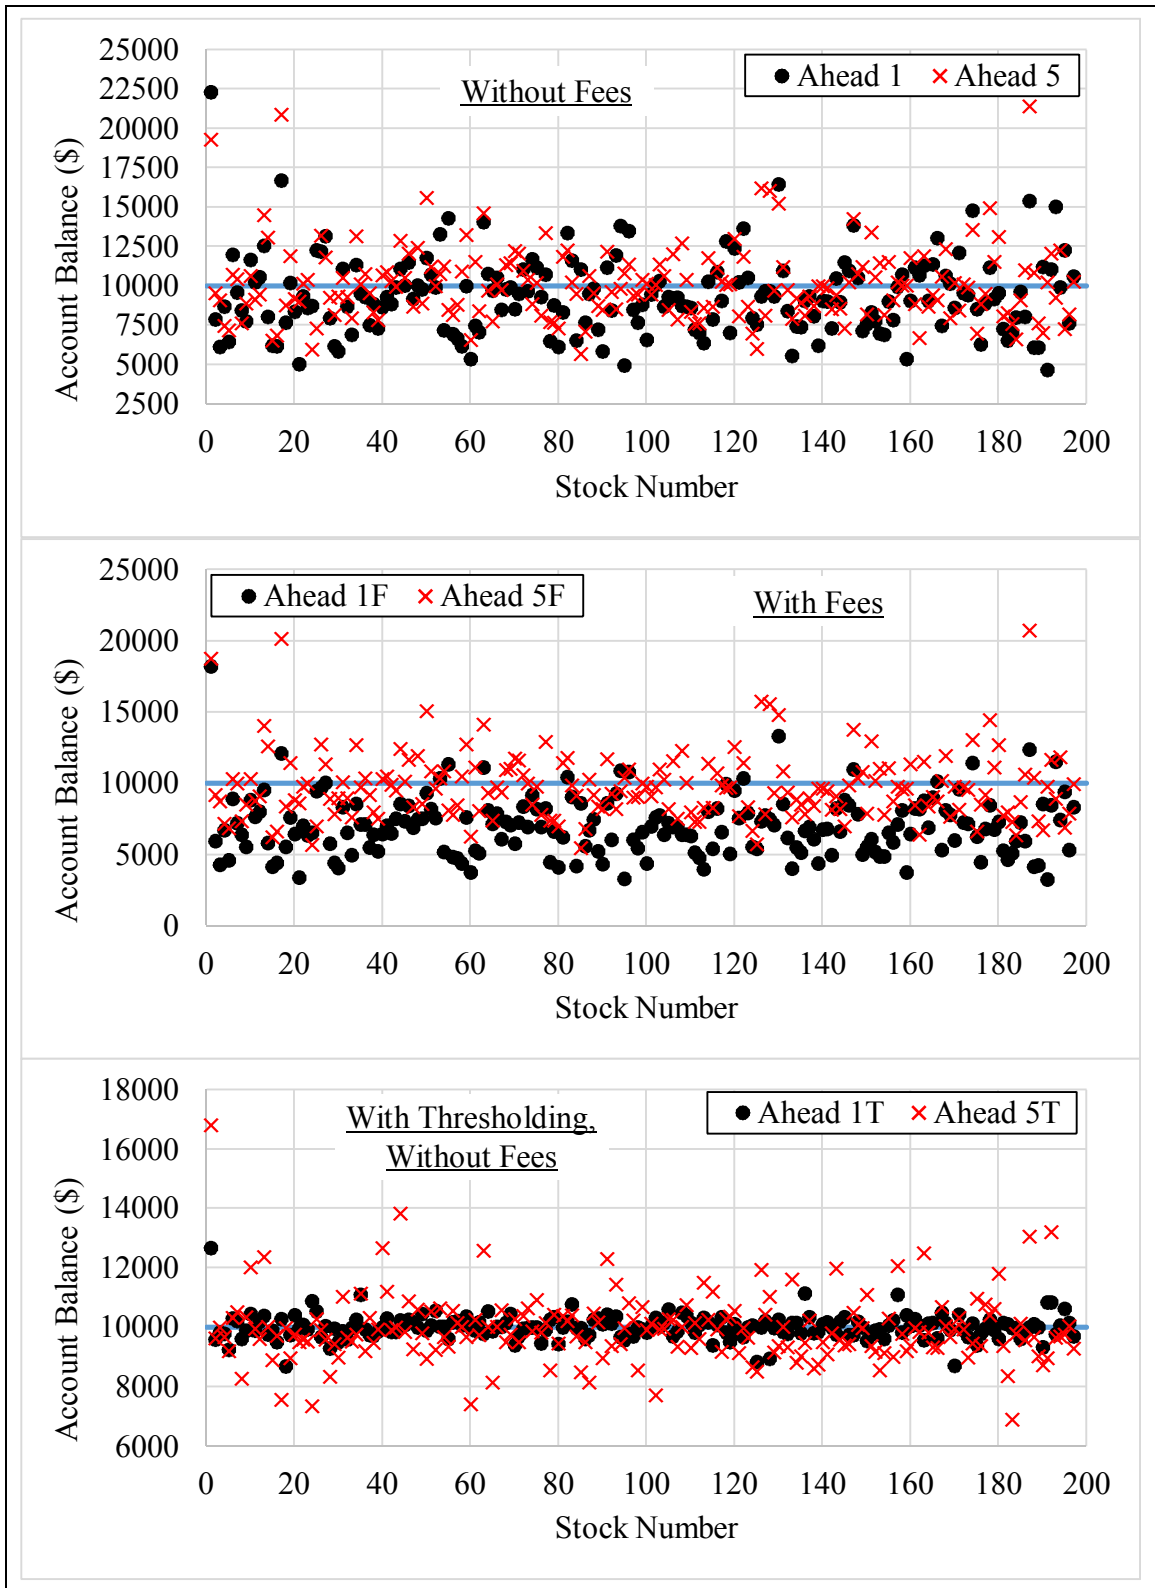 25000
22500
20000
17500
15000
12500
10000
7500
5000
2500
Account Balance ($)
Without Fees
Ahead 1 Ahead 5
0 20 40 60 80 100 120 140 160 180 200
Stock Number
25000
20000
15000
10000
5000
0
Account Balance ($)
Ahead 1F Ahead 5F
With Fees
0 20 40 60 80 100 120 140 160 180 200
Stock Number
18000
16000
14000
12000
10000
8000
6000
Account Balance ($)
With Thresholding,
Without Fees
Ahead 1T Ahead 5T
0 20 40 60 80 100 120 140 160 180 200
Stock Number